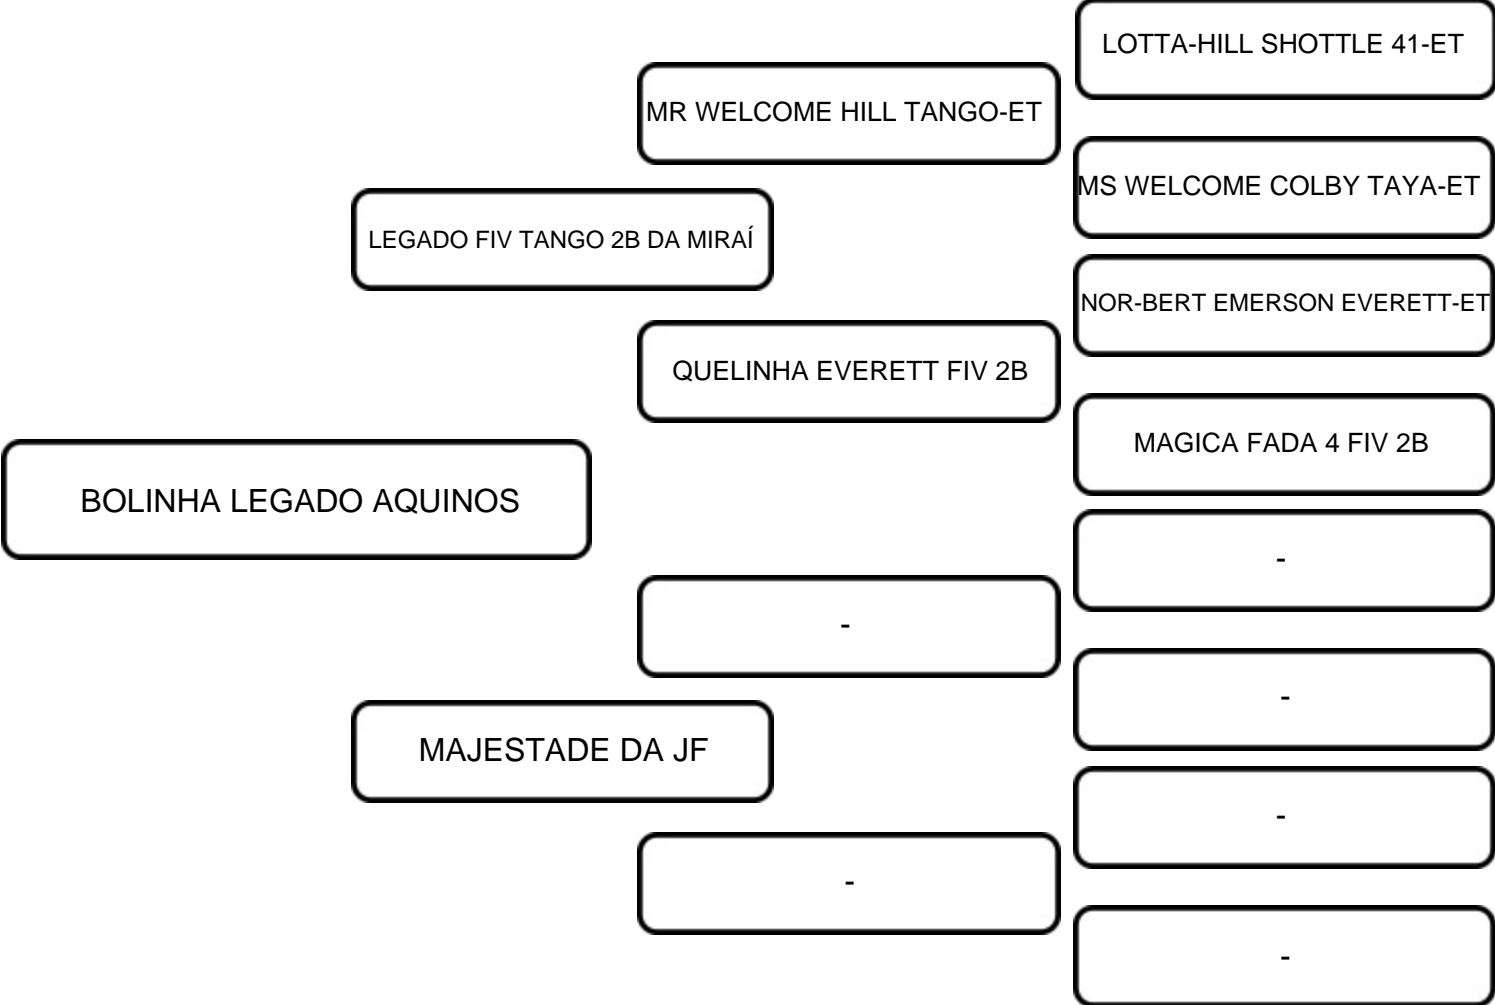 LOTTA-HILL SHOTTLE 41-ET
MR WELCOME HILL TANGO-ET
MS WELCOME COLBY TAYA-ET
LEGADO FIV TANGO 2B DA MIRAÍ
NOR-BERT EMERSON EVERETT-ET
QUELINHA EVERETT FIV 2B
MAGICA FADA 4 FIV 2B
BOLINHA LEGADO AQUINOS
-
-
-
MAJESTADE DA JF
-
-
-